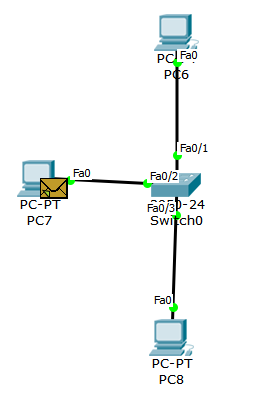 Fa0
PC6
Fa0/1
Fa0
Fa0/2
PC-PT
PC7
Fa0/3
Switch0
Fa0
PC-PT
PC8